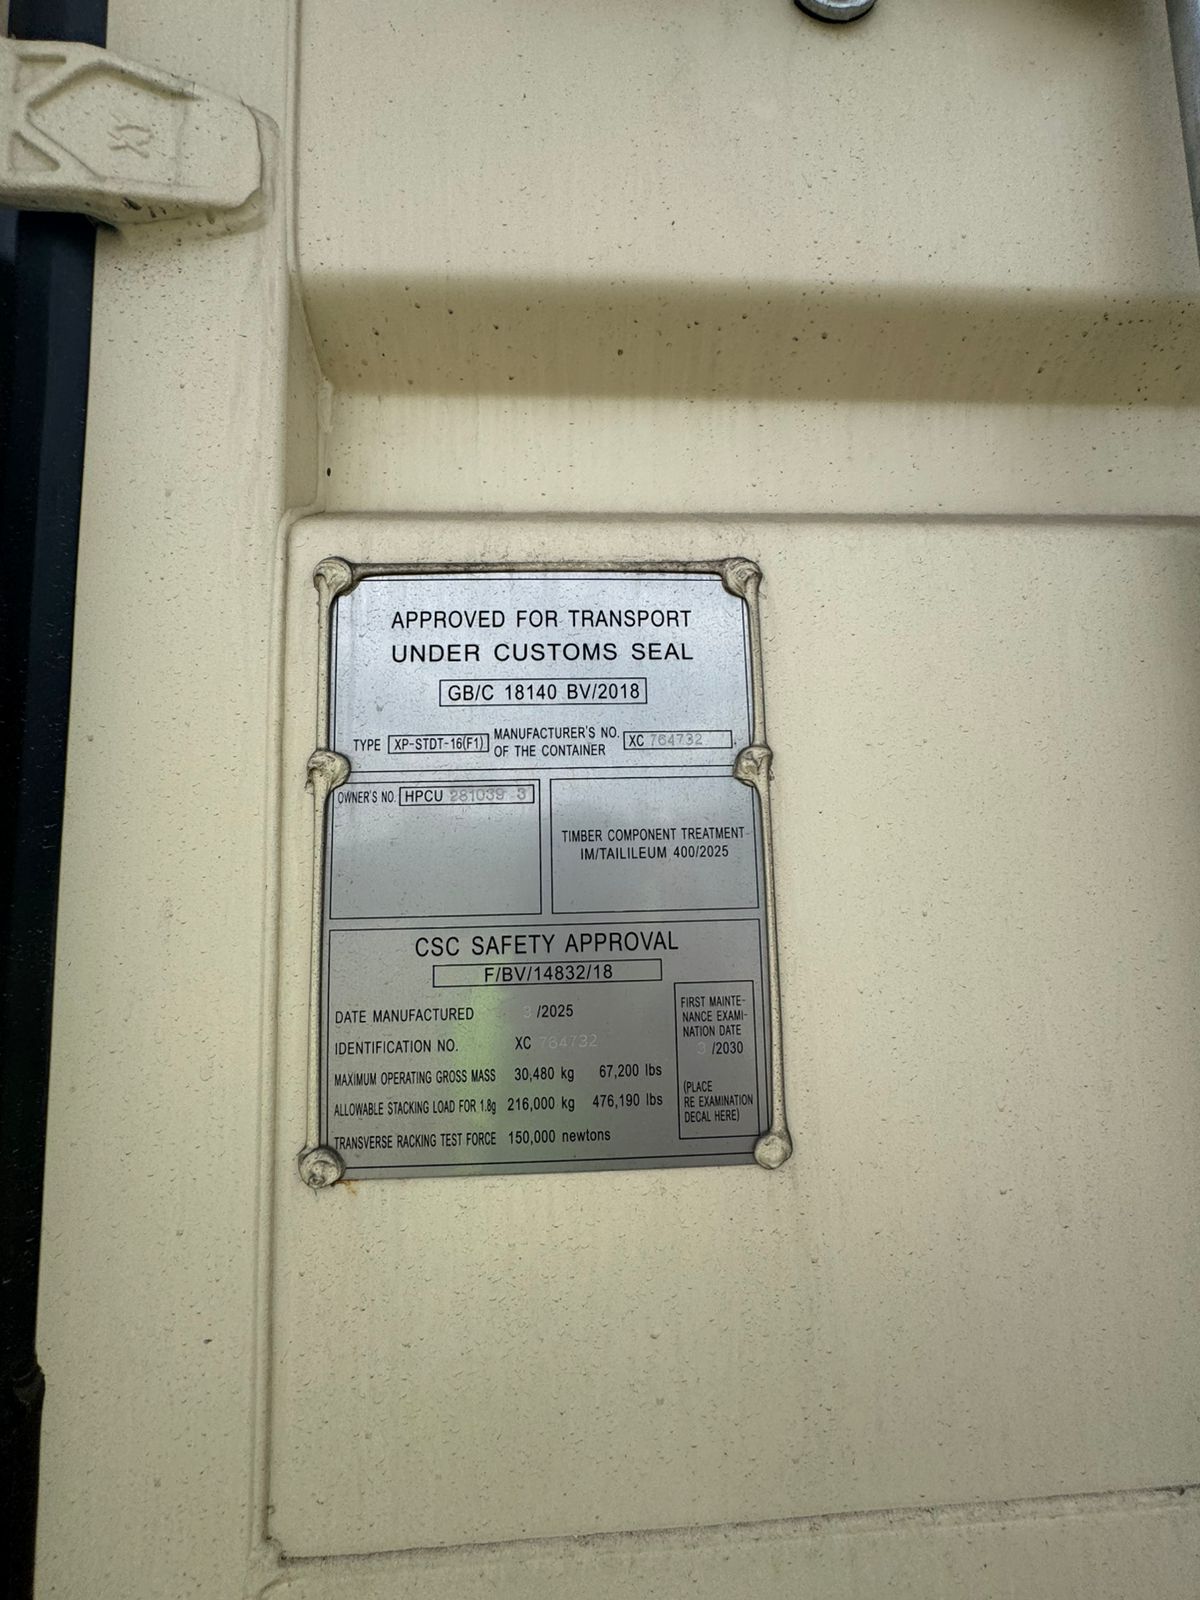 APPROVED FOR TRANSPORT
UNDER CUSTOMS SEAL
GB/C 18140 BV/2018
TYPE XP-STDT-16(F1) MANUFACTURER'S NO. OF THE CONTAINER XC 764732
OWNER'S NO. HPCU 281039 3
TIMBER COMPONENT TREATMENT
IM/TAILILEUM 400/2025
CSC SAFETY APPROVAL
F/BV/14832/18
DATE MANUFACTURED 3/2025
IDENTIFICATION NO. XC 764732
MAXIMUM OPERATING GROSS MASS 30,480 kg 67,200 lbs
ALLOWABLE STACKING LOAD FOR 1.8g 216,000 kg 476,190 lbs
TRANSVERSE RACKING TEST FORCE 150,000 newtons
FIRST MAINTE-
NANCE EXAMI-
NATION DATE
/2030
(PLACE
RE EXAMINATION
DECAL HERE)